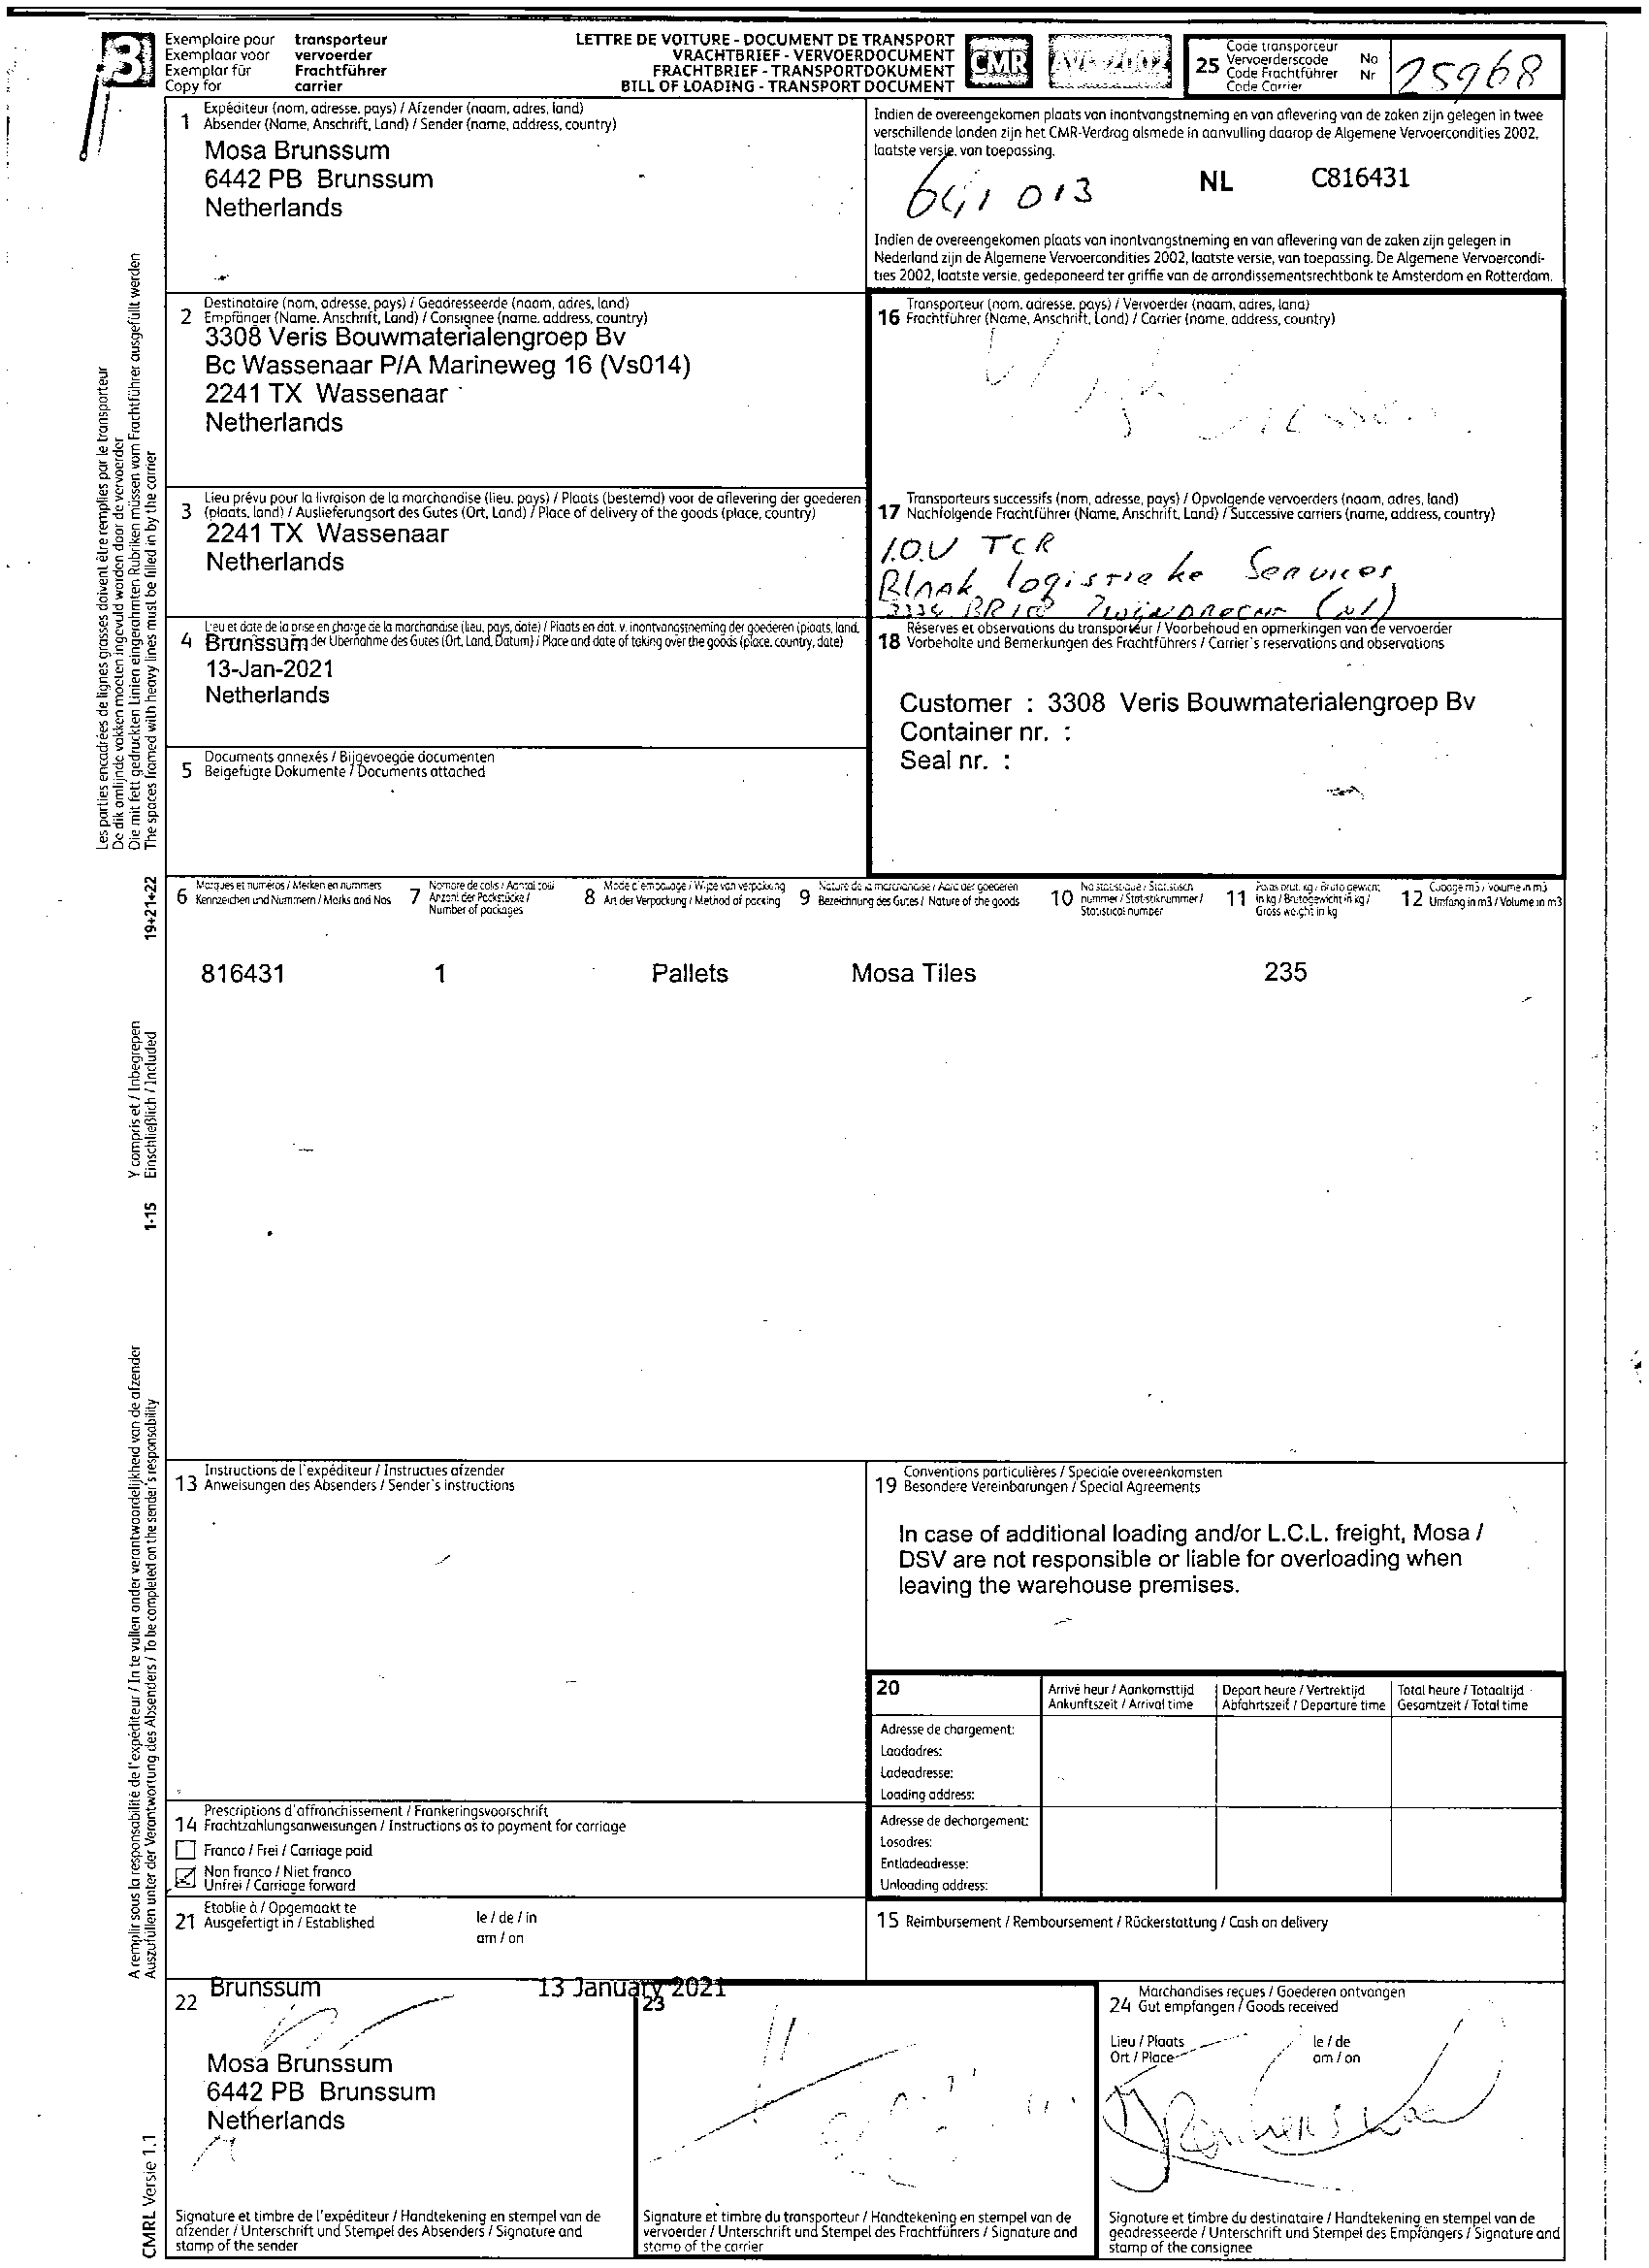 3
Exemplaire pour transporteur
Exemplaar voor vervoerder
Exemplar für Frachtführer
Copy for carrier
LETTRE DE VOITURE - DOCUMENT DE TRANSPORT
VRACHTBRIEF - VERVOERDOCUMENT
FRACHTBRIEF - TRANSPORTDOKUMENT
BILL OF LOADING - TRANSPORT DOCUMENT
CMR
AVC 2002
25 Code transporteur
Vervoerderscode No
Code Frachtführer Nr
Code Carrier
25968
1 Expéditeur (nom, adresse, pays) / Afzender (naam, adres, land)
Absender (Name, Anschrift, Land) / Sender (name, address, country)
Mosa Brunssum
6442 PB Brunssum
Netherlands
Indien de overeengekomen plaats van inontvangstneming en van aflevering van de zaken zijn gelegen in twee
verschillende landen zijn het CMR-Verdrag alsmede in aanvulling daarop de Algemene Vervoercondities 2002,
laatste versie, van toepassing.
013
NL C816431
Indien de overeengekomen plaats van inontvangstneming en van aflevering van de zaken zijn gelegen in
Nederland zijn de Algemene Vervoercondities 2002, laatste versie, van toepassing. De Algemene Vervoercondi-
ties 2002, laatste versie, gedeponeerd ter griffie van de arrondissementsrechtbank te Amsterdam en Rotterdam.
2 Destinataire (nom, adresse, pays) / Geadresseerde (naam, adres, land)
Empfänger (Name, Anschrift, Land) / Consignee (name, address, country)
3308 Veris Bouwmaterialengroep Bv
Bc Wassenaar P/A Marineweg 16 (Vs014)
2241 TX Wassenaar
Netherlands
16 Transporteur (nom, adresse, pays) / Vervoerder (naam, adres, land)
Frachtführer (Name, Anschrift, Land) / Carrier (name, address, country)
3 Lieu prévu pour la livraison de la marchandise (lieu, pays) / Plaats (bestemd) voor de aflevering der goederen
(plaats, land) / Auslieferungsort des Gutes (Ort, Land) / Place of delivery of the goods (place, country)
2241 TX Wassenaar
Netherlands
17 Transporteurs successifs (nom, adresse, pays) / Opvolgende vervoerders (naam, adres, land)
Nachfolgende Frachtführer (Name, Anschrift, Land) / Successive carriers (name, address, country)
I.O.V TCR
Blaak logistieke Services
Zwijndrecht (NL)
4 Lieu et date de la prise en charge de la marchandise (lieu, pays, date) / Plaats en dat. v. inontvangstneming der goederen (plaats, land,
Brunssum der Übernahme des Gutes (Ort, Land, Datum) / Place and date of taking over the goods (place, country, date)
13-Jan-2021
Netherlands
18 Réserves et observations du transporteur / Voorbehoud en opmerkingen van de vervoerder
Vorbehalte und Bemerkungen des Frachtführers / Carrier's reservations and observations
Customer : 3308 Veris Bouwmaterialengroep Bv
Container nr. :
Seal nr. :
5 Documents annexés / Bijgevoegde documenten
Beigefügte Dokumente / Documents attached
Les parties encadrées de lignes grasses doivent être remplies par le transporteur
De dik omlijnde vakken moeten ingevuld worden door de vervoerder
Die mit fett gedruckten Linien eingerahmten Rubriken müssen vom Frachtführer ausgefüllt werden
The spaces framed with heavy lines must be filled in by the carrier
6 Marques et numéros / Merken en nummers
Kennzeichen und Nummern / Marks and Nos
7 Nombre de colis / Aantal colli
Anzahl der Packstücke /
Number of packages
8 Mode d'emballage / Wijze van verpakking
Art der Verpackung / Method of packing
9 Nature de la marchandise / Aard der goederen
Bezeichnung des Gutes / Nature of the goods
10 No statistique / Statistisch
nummer / Statistiknummer /
Statistical number
11 Poids brut, kg / Bruto gewicht
in kg / Bruttogewicht in kg /
Gross weight in kg
12 Cubage m3 / Volume in m3
Umfang in m3 / Volume in m3
816431 1 Pallets Mosa Tiles 235
19+21+22
Y compris et / Inbegrepen
Einschließlich / Included
1-15
A remplir sous la responsabilité de l'expéditeur / In te vullen onder verantwoordelijkheid van de afzender
Auszufüllen unter der Verantwortung des Absenders / To be completed on the sender's responsability
13 Instructions de l'expéditeur / Instructies afzender
Anweisungen des Absenders / Sender's instructions
19 Conventions particulières / Speciale overeenkomsten
Besondere Vereinbarungen / Special Agreements
In case of additional loading and/or L.C.L. freight, Mosa /
DSV are not responsible or liable for overloading when
leaving the warehouse premises.
20
Arrivé heur / Aankomsttijd
Ankunftszeit / Arrival time
Depart heure / Vertrektijd
Abfahrtszeit / Departure time
Total heure / Totaaltijd
Gesamtzeit / Total time
Adresse de chargement:
Laadadres:
Ladeadresse:
Loading address:
Adresse de dechargement:
Losadres:
Entladeadresse:
Unloading address:
14 Prescriptions d'affranchissement / Frankeringsvoorschrift
Frachtzahlungsanweisungen / Instructions as to payment for carriage
Franco / Frei / Carriage paid
Non franco / Niet franco
Unfrei / Carriage forward
21 Etablie à / Opgemaakt te
Ausgefertigt in / Established
le / de / in
am / on
15 Reimbursement / Remboursement / Rückerstattung / Cash on delivery
Brunssum 13 January 2021
22
Mosa Brunssum
6442 PB Brunssum
Netherlands
23
24 Marchandises reçues / Goederen ontvangen
Gut empfangen / Goods received
Lieu / Plaats
Ort / Place
le / de
am / on
Signature et timbre de l'expéditeur / Handtekening en stempel van de
afzender / Unterschrift und Stempel des Absenders / Signature and
stamp of the sender
Signature et timbre du transporteur / Handtekening en stempel van de
vervoerder / Unterschrift und Stempel des Frachtführers / Signature and
stamp of the carrier
Signature et timbre du destinataire / Handtekening en stempel van de
geadresseerde / Unterschrift und Stempel des Empfängers / Signature and
stamp of the consignee
CMRL Versie 1.1